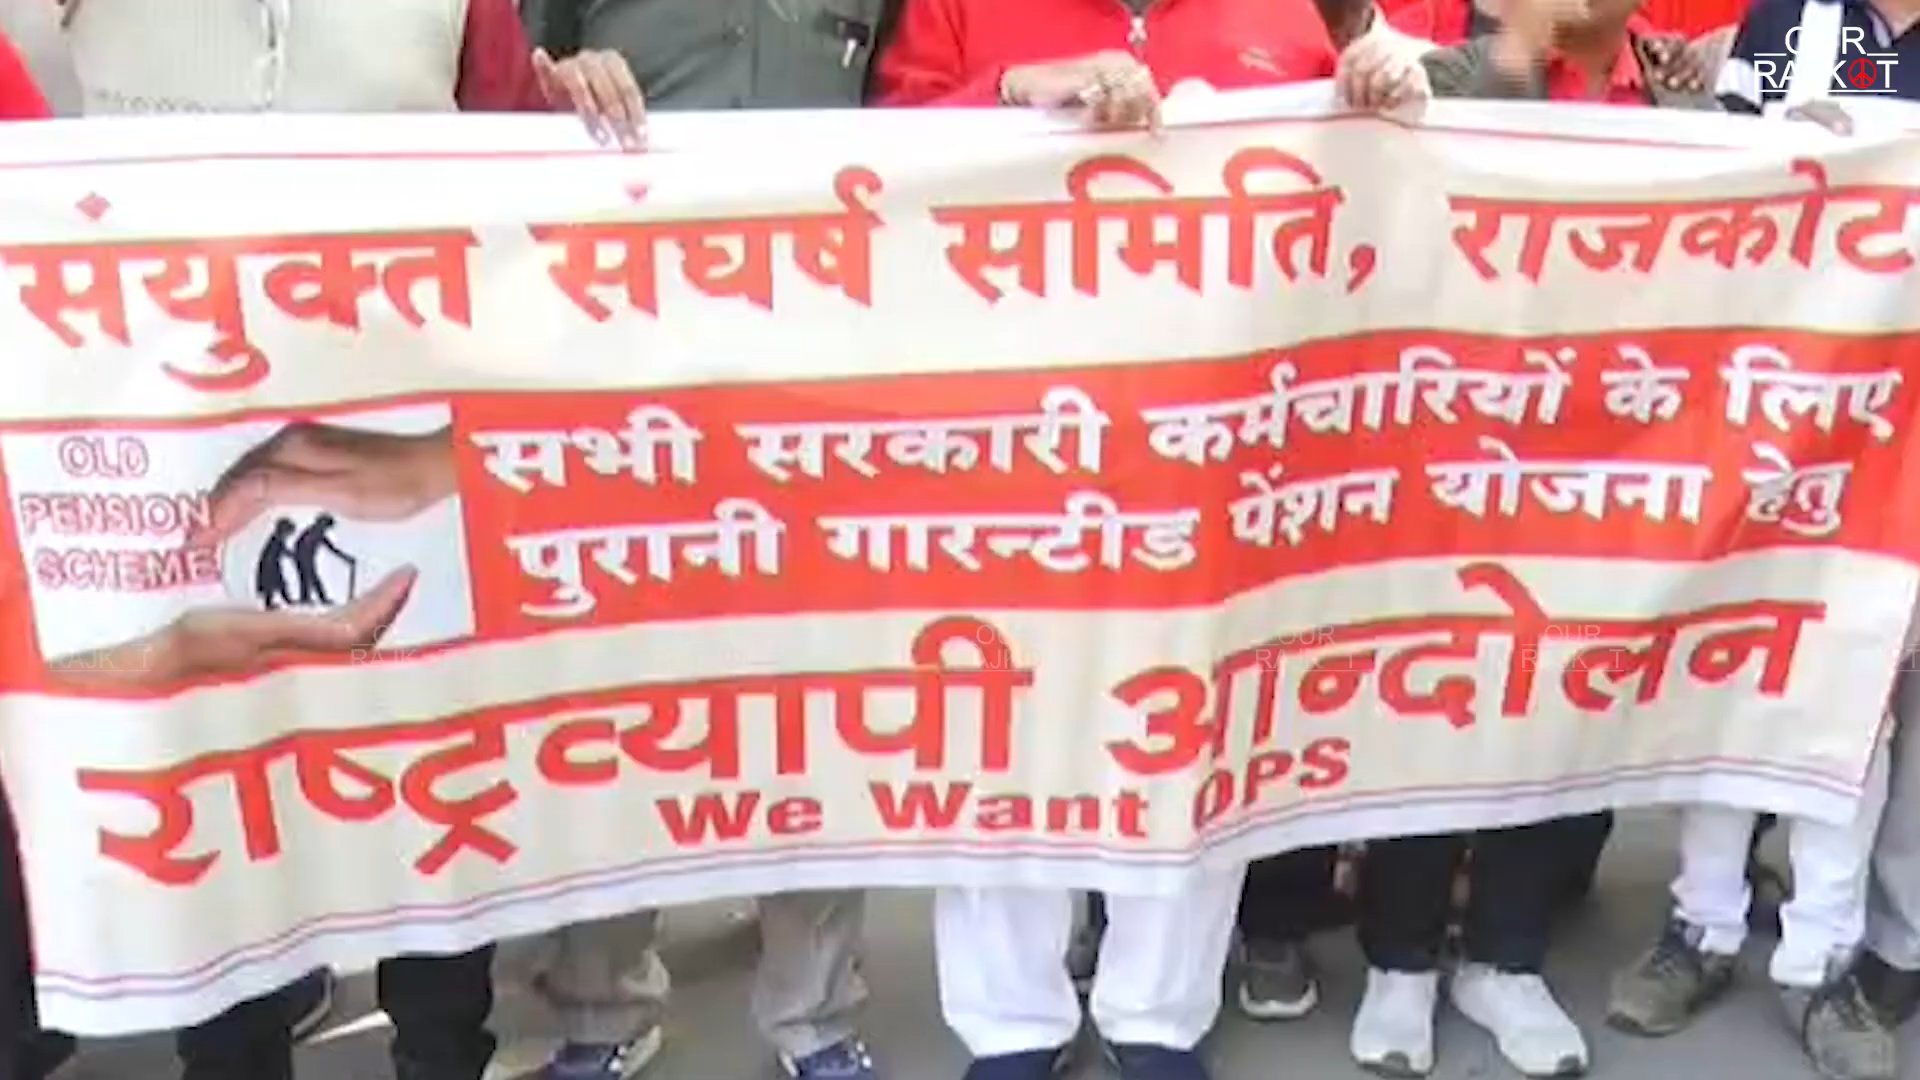 OUR
RAJKOT
संयुक्त संघर्ष समिति, राजकोट
OLD
PENSION
SCHEME
सभी सरकारी कर्मचारियों के लिए
पुरानी गारन्टीड पेंशन योजना हेतु
राष्ट्रव्यापी आन्दोलन
We Want OPS